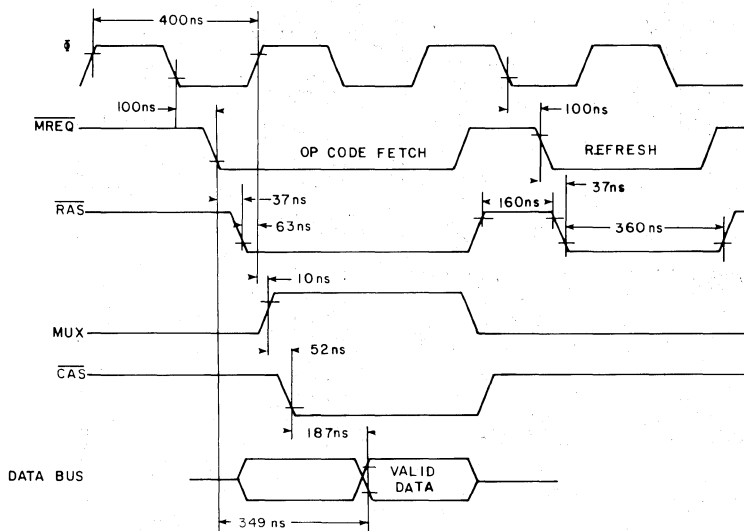 400ns
Φ
100ns
100ns
MREQ
OP CODE FETCH
REFRESH
37ns
37ns
RAS
160ns
63ns
360ns
10ns
MUX
52ns
CAS
187ns
DATA BUS
VALID
DATA
349 ns